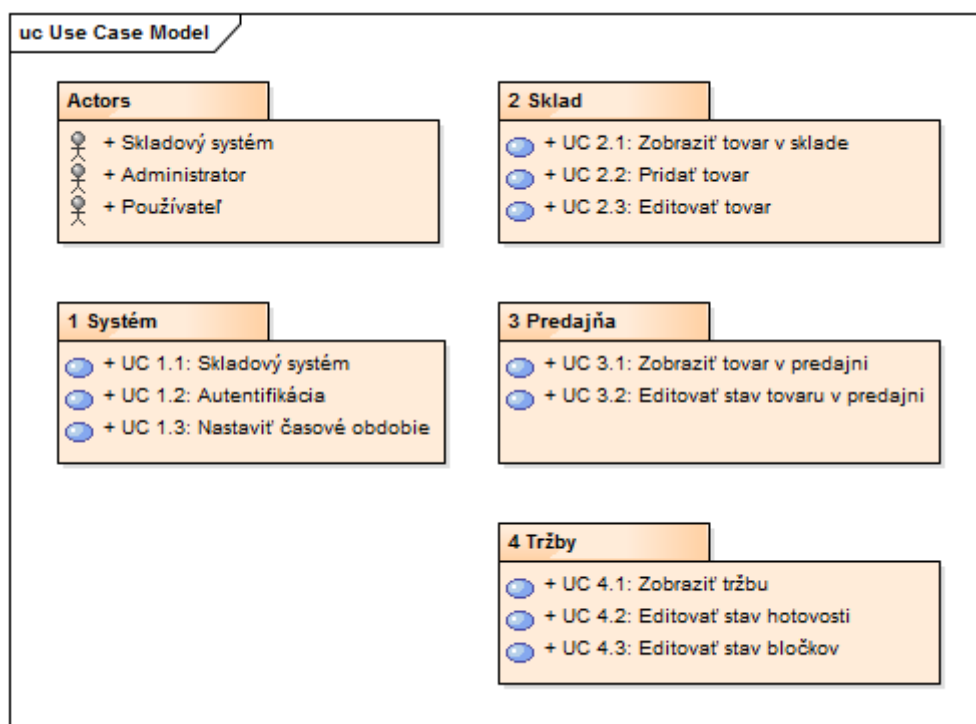 uc Use Case Model
Actors
+ Skladový systém
+ Administrator
+ Používateľ
1 Systém
+ UC 1.1: Skladový systém
+ UC 1.2: Autentifikácia
+ UC 1.3: Nastaviť časové obdobie
2 Sklad
+ UC 2.1: Zobraziť tovar v sklade
+ UC 2.2: Pridať tovar
+ UC 2.3: Editovať tovar
3 Predajňa
+ UC 3.1: Zobraziť tovar v predajni
+ UC 3.2: Editovať stav tovaru v predajni
4 Tržby
+ UC 4.1: Zobraziť tržbu
+ UC 4.2: Editovať stav hotovosti
+ UC 4.3: Editovať stav bločkov